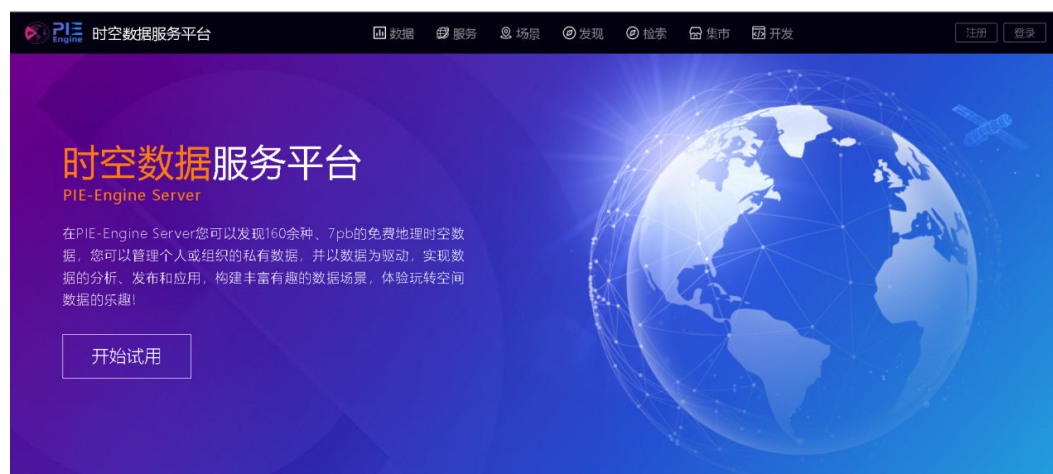 PIE Engine 时空数据服务平台 数据 服务 场景 发现 检索 集市 开发 注册 登录
时空数据服务平台
PIE-Engine Server
在PIE-Engine Server您可以发现160余种、7pb的免费地理时空数
据，您可以管理个人或组织的私有数据，并以数据为驱动，实现数
据的分析、发布和应用，构建丰富有趣的数据场景，体验玩转空间
数据的乐趣！
开始试用